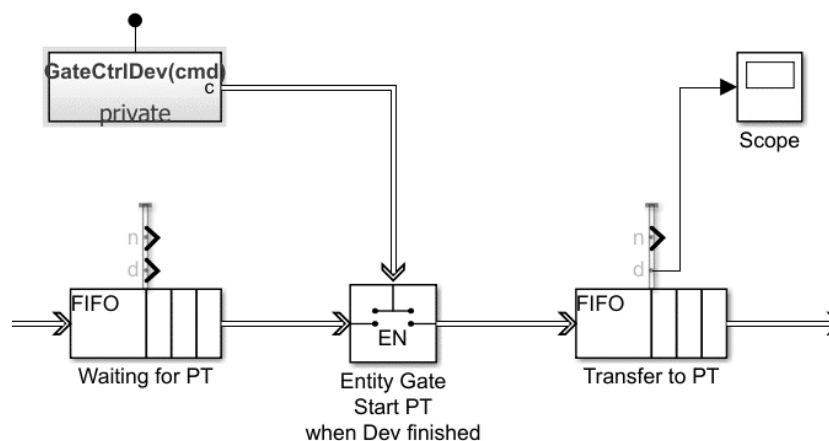 GateCtrlDev(cmd)
c
private
Scope
n
d
n
d
FIFO
EN
FIFO
Waiting for PT
Entity Gate
Start PT
when Dev finished
Transfer to PT